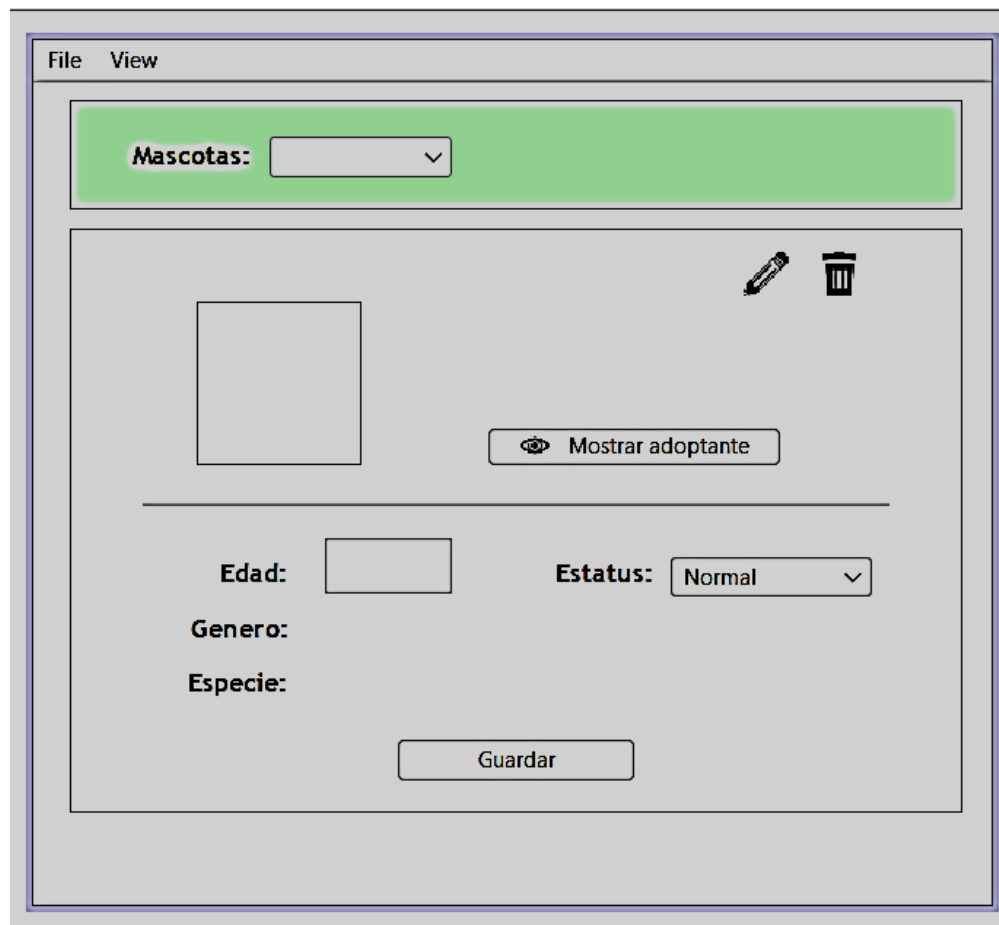 File View
Mascotas:
Mostrar adoptante
Edad:
Estatus: Normal
Genero:
Especie:
Guardar